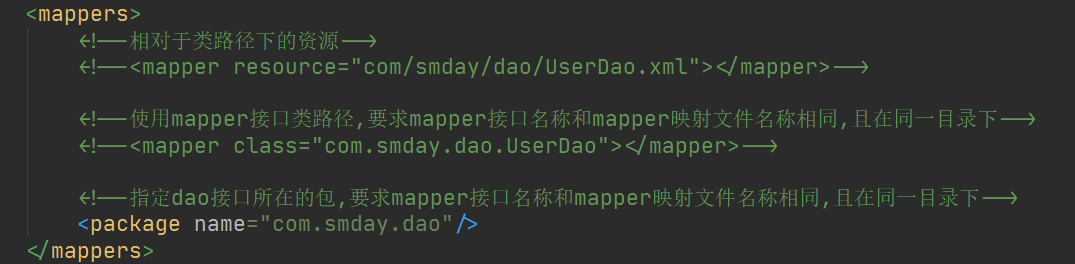 <mappers>
<!--相对于类路径下的资源-->
<!--<mapper resource="com/smday/dao/UserDao.xml"></mapper>-->
<!--使用mapper接口类路径,要求mapper接口名称和mapper映射文件名称相同,且在同一目录下-->
<!--<mapper class="com.smday.dao.UserDao"></mapper>-->
<!--指定dao接口所在的包,要求mapper接口名称和mapper映射文件名称相同,且在同一目录下-->
<package name="com.smday.dao"/>
</mappers>